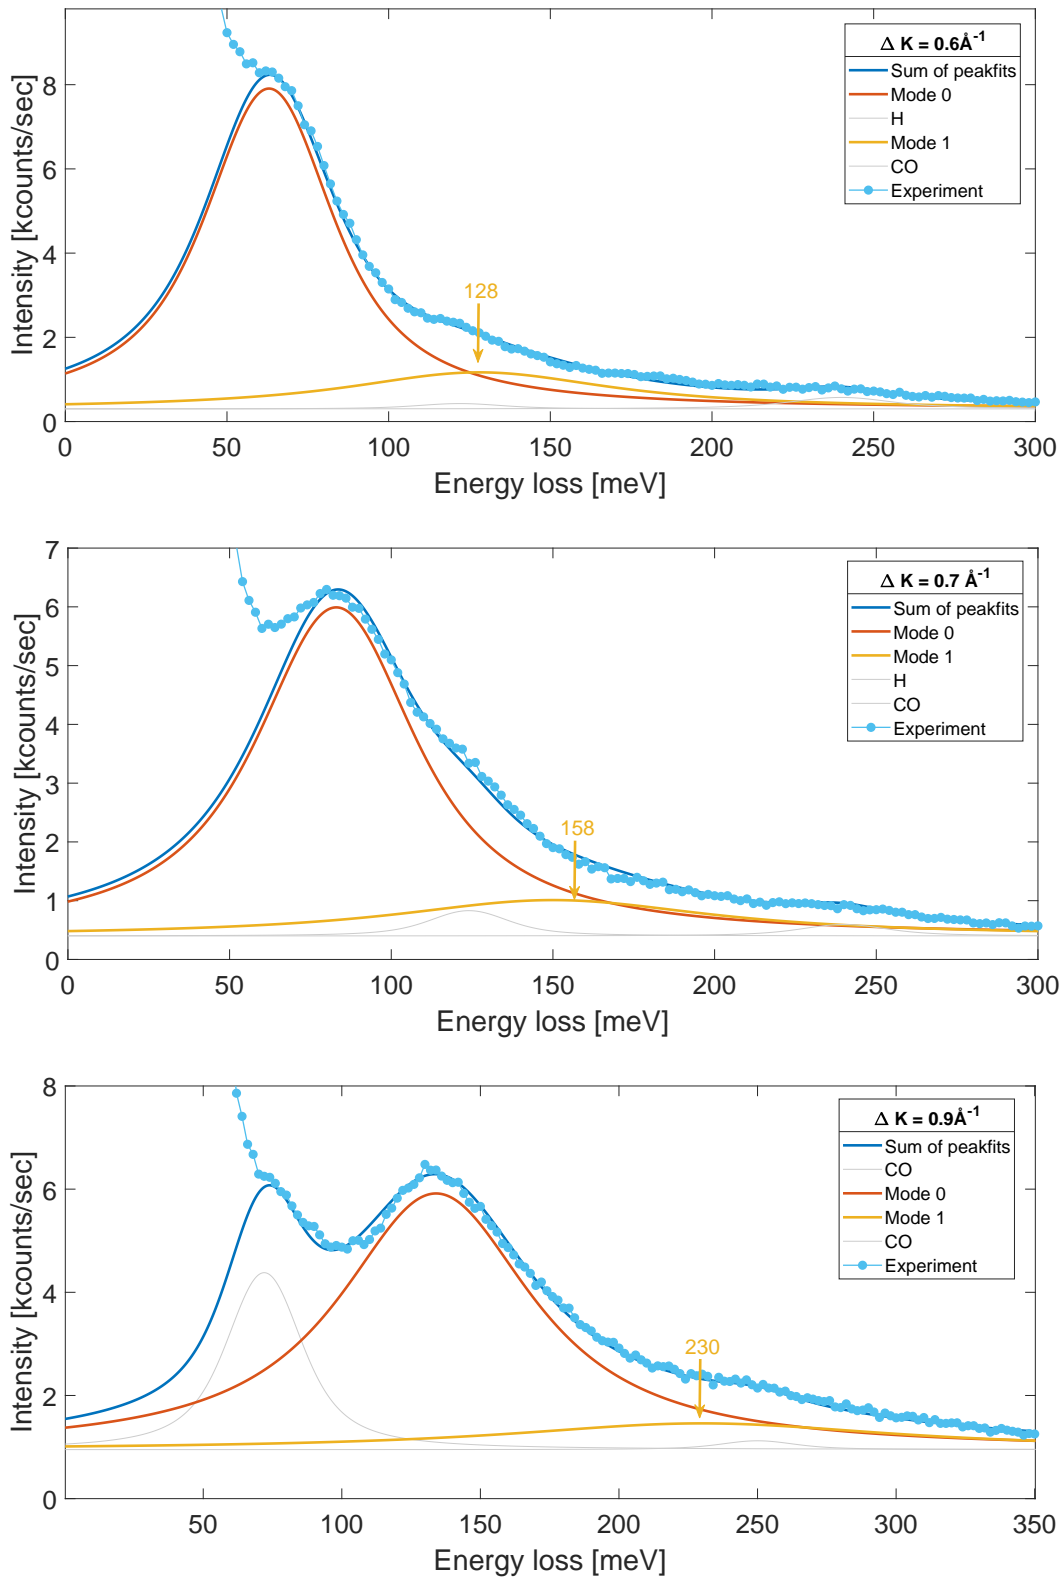 Δ K = 0.6Å-1
Sum of peakfits
Mode 0
H
Mode 1
CO
Experiment
128
8
6
4
2
0
0 50 100 150 200 250 300
Intensity [kcounts/sec]
Energy loss [meV]
Δ K = 0.7 Å-1
Sum of peakfits
Mode 0
Mode 1
H
CO
Experiment
158
7
6
5
4
3
2
1
0
0 50 100 150 200 250 300
Intensity [kcounts/sec]
Energy loss [meV]
Δ K = 0.9Å-1
Sum of peakfits
CO
Mode 0
Mode 1
CO
Experiment
230
8
6
4
2
0
50 100 150 200 250 300 350
Intensity [kcounts/sec]
Energy loss [meV]